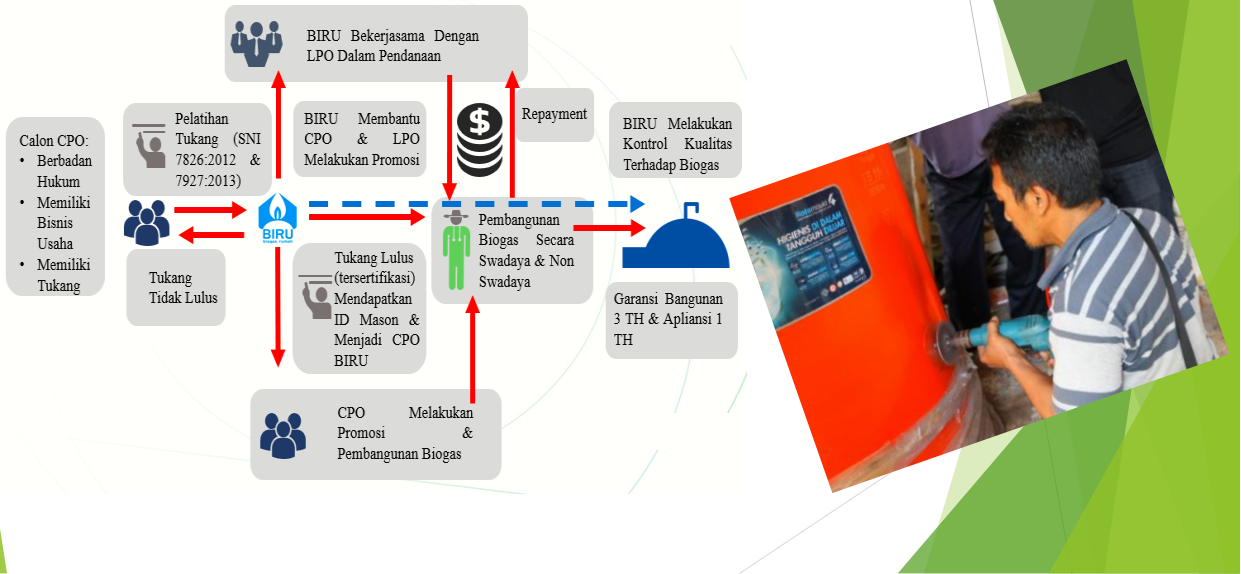 BIRU Bekerjasama Dengan
LPO Dalam Pendanaan
Calon CPO:
• Berbadan
Hukum
• Memiliki
Bisnis
Usaha
• Memiliki
Tukang
Pelatihan
Tukang (SNI
7826:2012 &
7927:2013)
BIRU Membantu
CPO & LPO
Melakukan Promosi
$
Repayment
BIRU Melakukan
Kontrol Kualitas
Terhadap Biogas
BIRU
biogas rumah
Tukang
Tidak Lulus
Tukang Lulus
(tersertifikasi)
Mendapatkan
ID Mason &
Menjadi CPO
BIRU
Pembangunan
Biogas Secara
Swadaya & Non
Swadaya
Garansi Bangunan
3 TH & Apliansi 1
TH
CPO Melakukan
Promosi &
Pembangunan Biogas
HIGIENIS DI DALAM
TANGGUH DILUAR